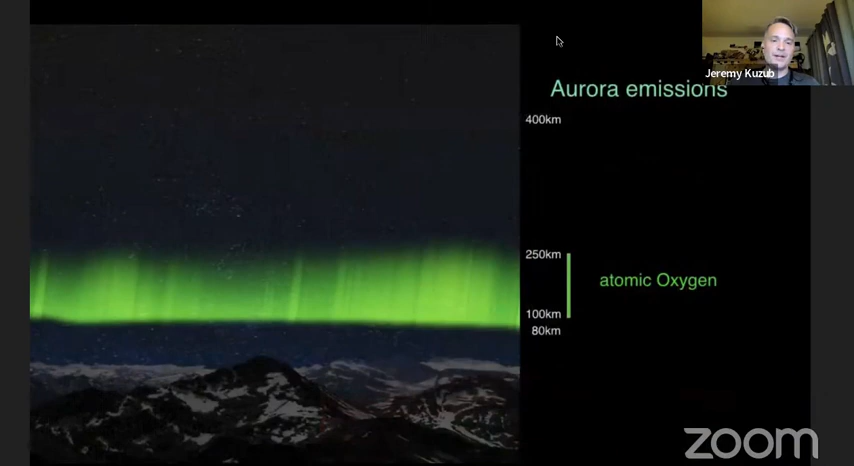 Jeremy Kuzub
Aurora emissions
400km
250km
atomic Oxygen
100km
80km
zoom